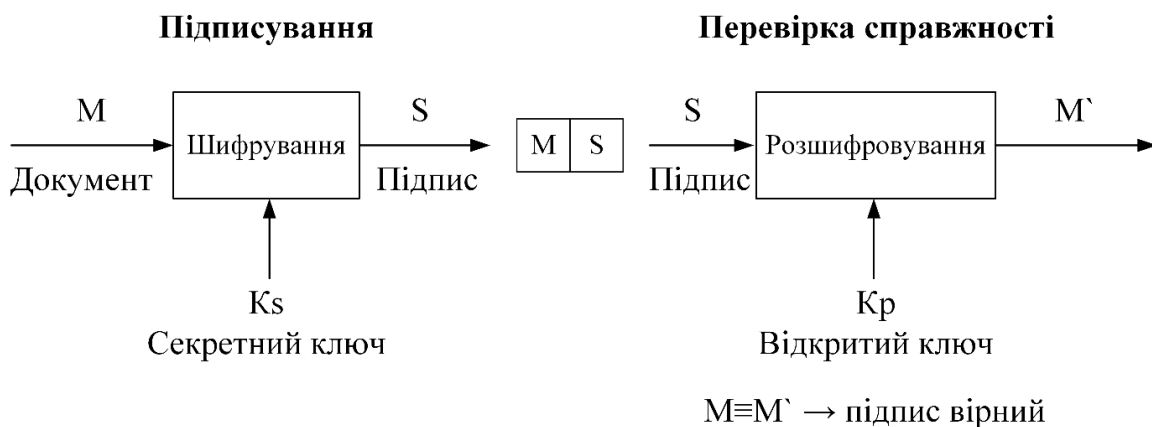 Підписування
M
Шифрування
S
Документ
Підпис
Ks
Секретний ключ
M S
Перевірка справжності
S
Розшифровування
M`
Підпис
Kp
Відкритий ключ
M≡M` → підпис вірний